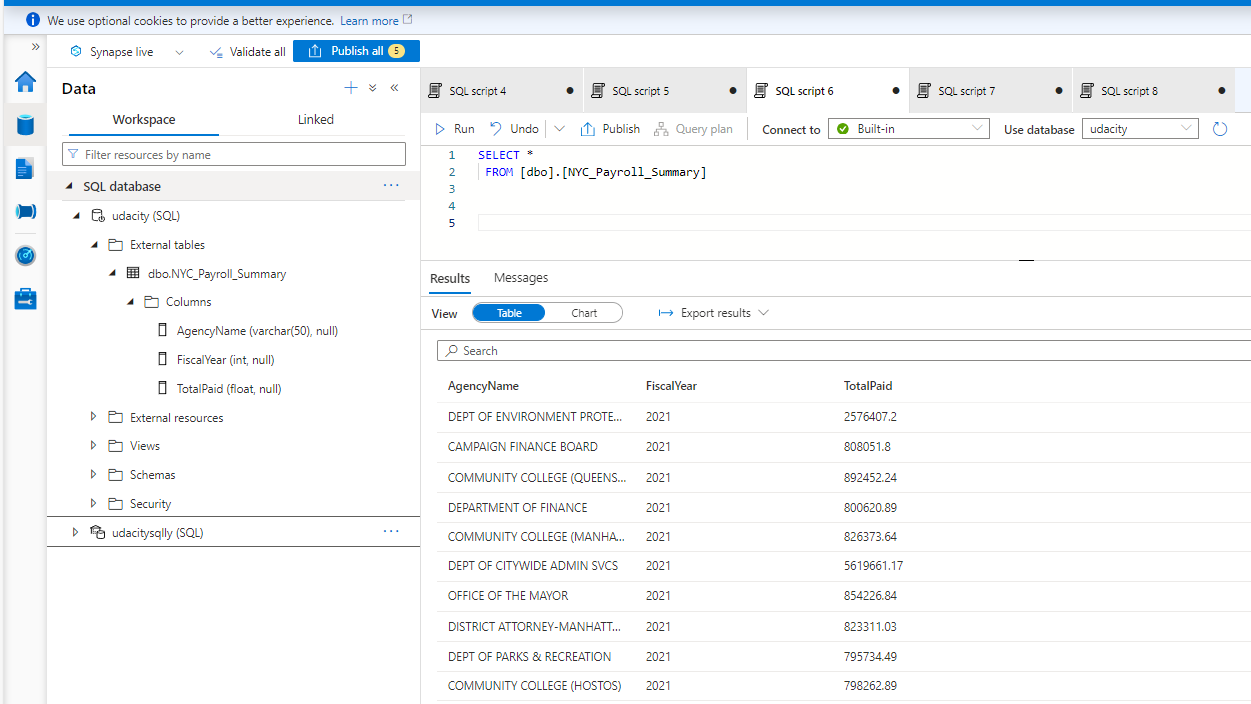 We use optional cookies to provide a better experience. Learn more
Synapse live
Validate all
Publish all 5
Data
Workspace
Linked
Filter resources by name
SQL database
udacity (SQL)
External tables
dbo.NYC_Payroll_Summary
Columns
AgencyName (varchar(50), null)
FiscalYear (int, null)
TotalPaid (float, null)
External resources
Views
Schemas
Security
udacitysqlly (SQL)
SQL script 4
SQL script 5
SQL script 6
SQL script 7
SQL script 8
Run Undo Publish Query plan Connect to Built-in Use database udacity
1 SELECT *
2 FROM [dbo].[NYC_Payroll_Summary]
3
4
5
Results Messages
View Table Chart Export results
Search
AgencyName FiscalYear TotalPaid
DEPT OF ENVIRONMENT PROTE... 2021 2576407.2
CAMPAIGN FINANCE BOARD 2021 808051.8
COMMUNITY COLLEGE (QUEENS... 2021 892452.24
DEPARTMENT OF FINANCE 2021 800620.89
COMMUNITY COLLEGE (MANHA... 2021 826373.64
DEPT OF CITYWIDE ADMIN SVCS 2021 5619661.17
OFFICE OF THE MAYOR 2021 854226.84
DISTRICT ATTORNEY-MANHATT... 2021 823311.03
DEPT OF PARKS & RECREATION 2021 795734.49
COMMUNITY COLLEGE (HOSTOS) 2021 798262.89